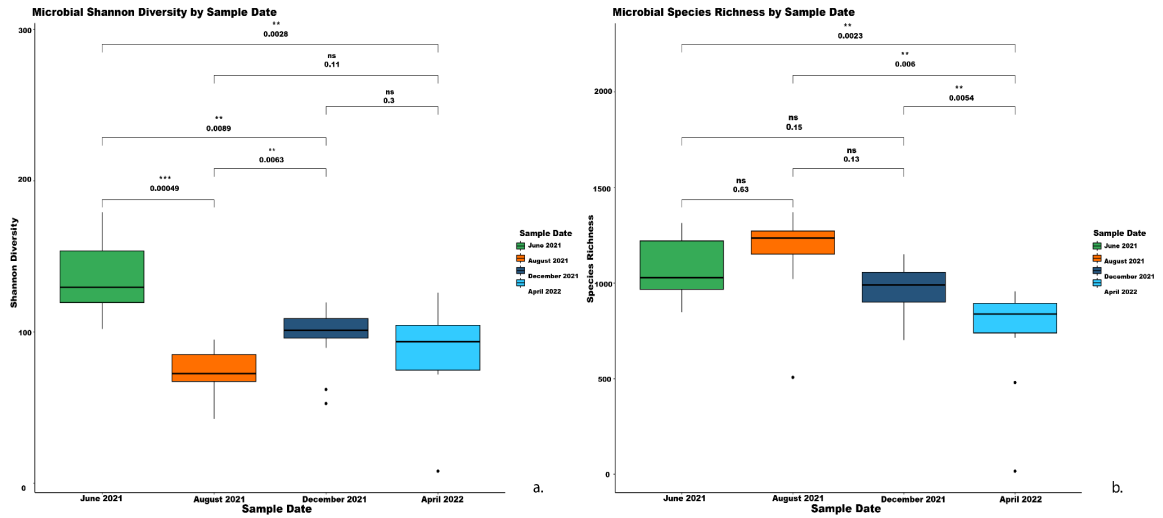 Microbial Shannon Diversity by Sample Date
300
200
100
0
Shannon Diversity
**
0.0028
ns
0.11
ns
0.3
**
0.0089
**
0.0063
***
0.00049
June 2021
August 2021
December 2021
April 2022
Sample Date
Sample Date
June 2021
August 2021
December 2021
April 2022
a.
Microbial Species Richness by Sample Date
2000
1500
1000
500
0
Species Richness
**
0.0023
**
0.006
**
0.0054
ns
0.15
ns
0.13
ns
0.63
June 2021
August 2021
December 2021
April 2022
Sample Date
Sample Date
June 2021
August 2021
December 2021
April 2022
b.